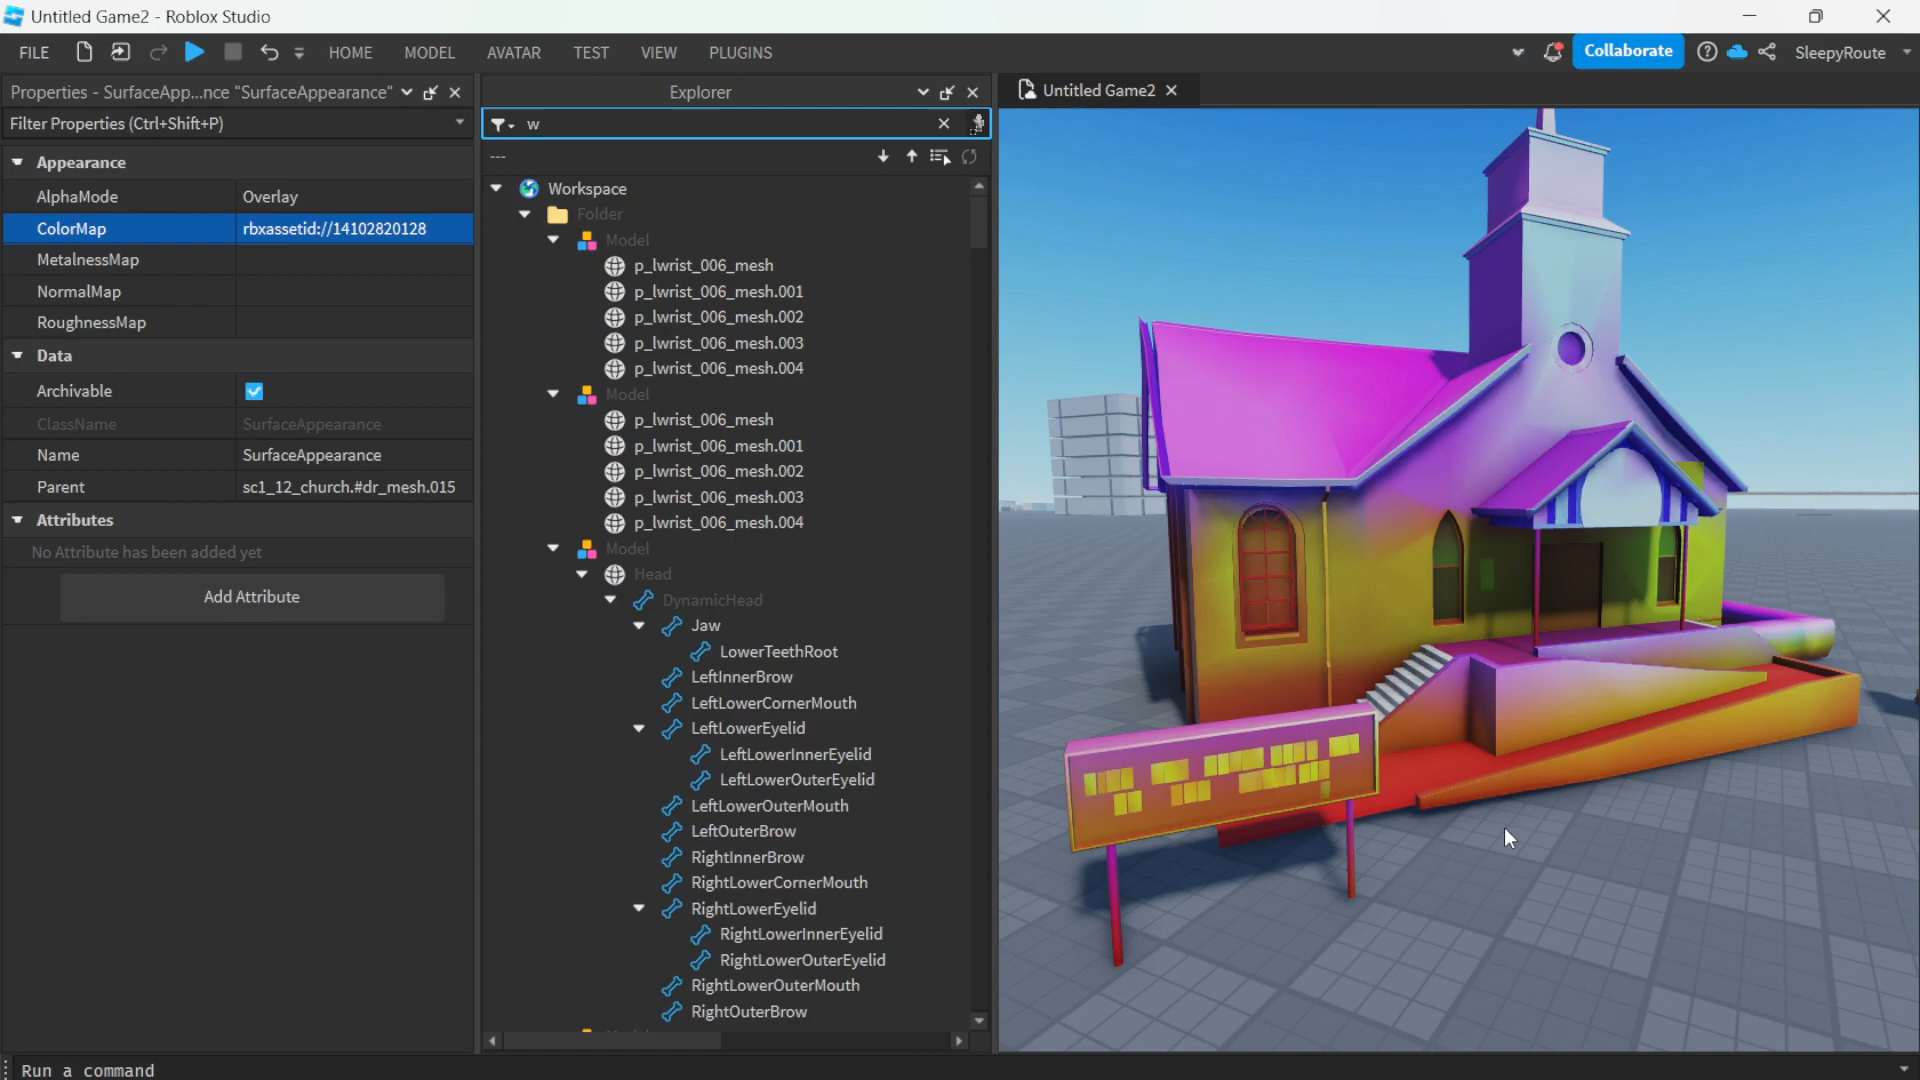 Untitled Game2 - Roblox Studio
FILE HOME MODEL AVATAR TEST VIEW PLUGINS Collaborate SleepyRoute
Properties - SurfaceApp...nce "SurfaceAppearance"
Filter Properties (Ctrl+Shift+P)
Appearance
AlphaMode Overlay
ColorMap rbxassetid://14102820128
MetalnessMap
NormalMap
RoughnessMap
Data
Archivable
ClassName SurfaceAppearance
Name SurfaceAppearance
Parent sc1_12_church.#dr_mesh.015
Attributes
No Attribute has been added yet
Add Attribute
Explorer
w
---
Workspace
Folder
Model
p_lwrist_006_mesh
p_lwrist_006_mesh.001
p_lwrist_006_mesh.002
p_lwrist_006_mesh.003
p_lwrist_006_mesh.004
Model
p_lwrist_006_mesh
p_lwrist_006_mesh.001
p_lwrist_006_mesh.002
p_lwrist_006_mesh.003
p_lwrist_006_mesh.004
Model
Head
DynamicHead
Jaw
LowerTeethRoot
LeftInnerBrow
LeftLowerCornerMouth
LeftLowerEyelid
LeftLowerInnerEyelid
LeftLowerOuterEyelid
LeftLowerOuterMouth
LeftOuterBrow
RightInnerBrow
RightLowerCornerMouth
RightLowerEyelid
RightLowerInnerEyelid
RightLowerOuterEyelid
RightLowerOuterMouth
RightOuterBrow
Untitled Game2
Run a command